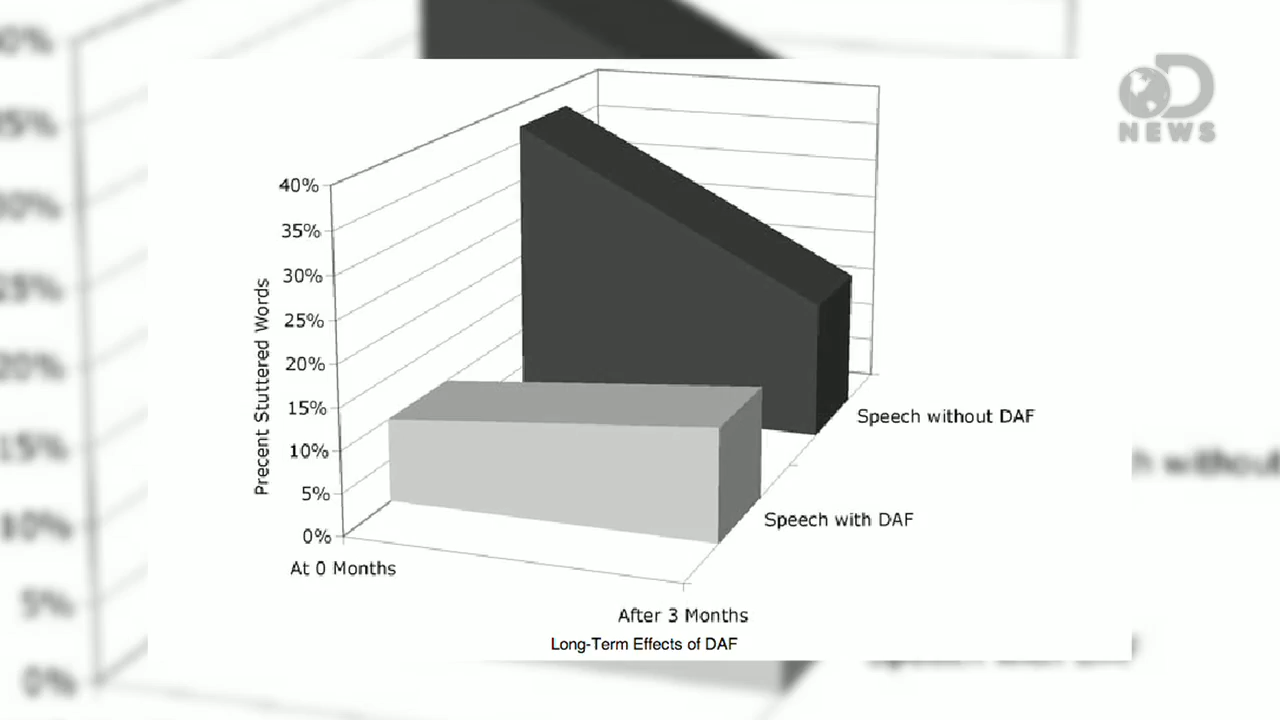 D
NEWS
40%
35%
30%
25%
20%
15%
10%
5%
0%
Precent Stuttered Words
Speech without DAF
Speech with DAF
At 0 Months
After 3 Months
Long-Term Effects of DAF